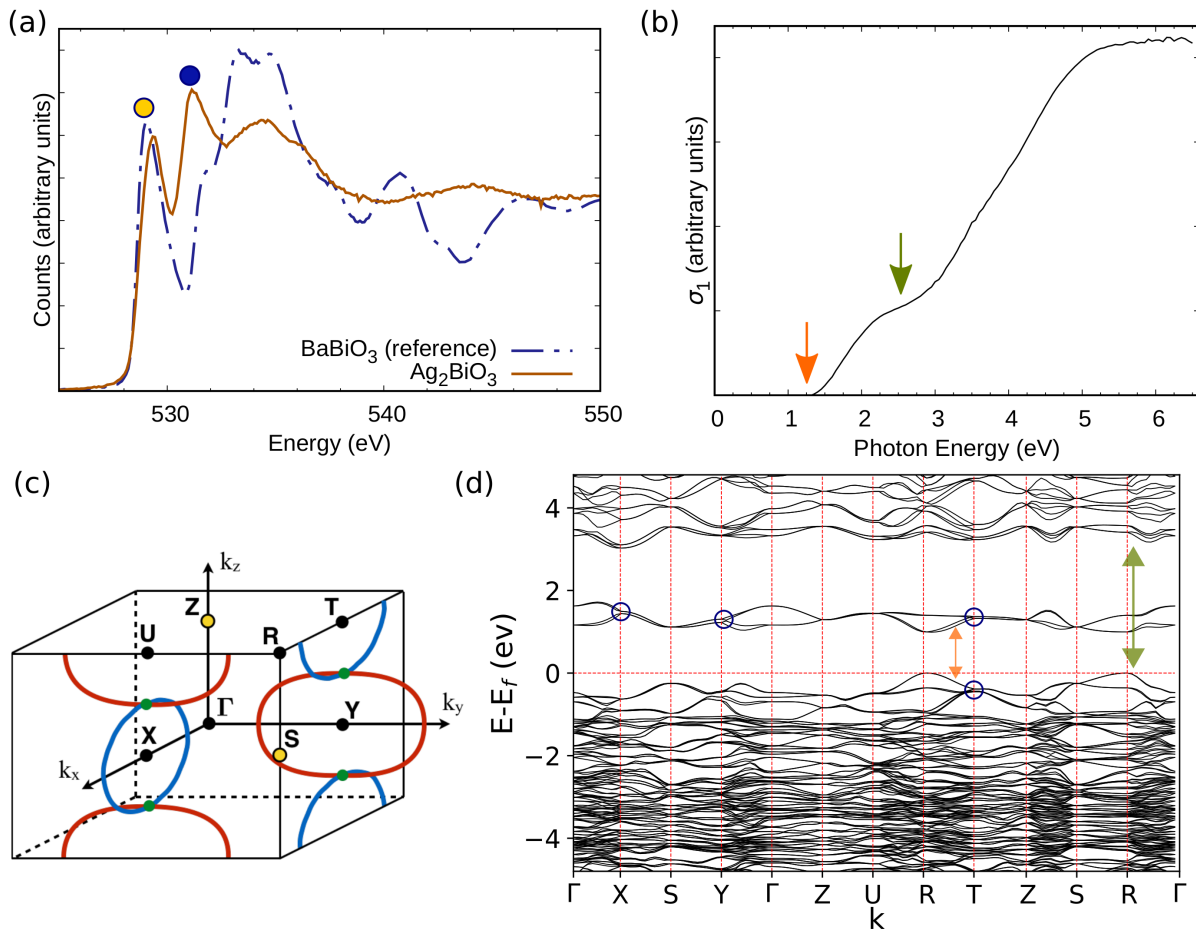 (a)
Counts (arbitrary units)
BaBiO3 (reference)
Ag2BiO3
530 540 550
Energy (eV)
(b)
σ1 (arbitrary units)
0 1 2 3 4 5 6
Photon Energy (eV)
(c)
kz
Z
T
U
R
Γ
ky
X
Y
S
kx
(d)
E-Ef (ev)
4
2
0
−2
−4
Γ X S Y Γ Z U R T Z S R Γ
k